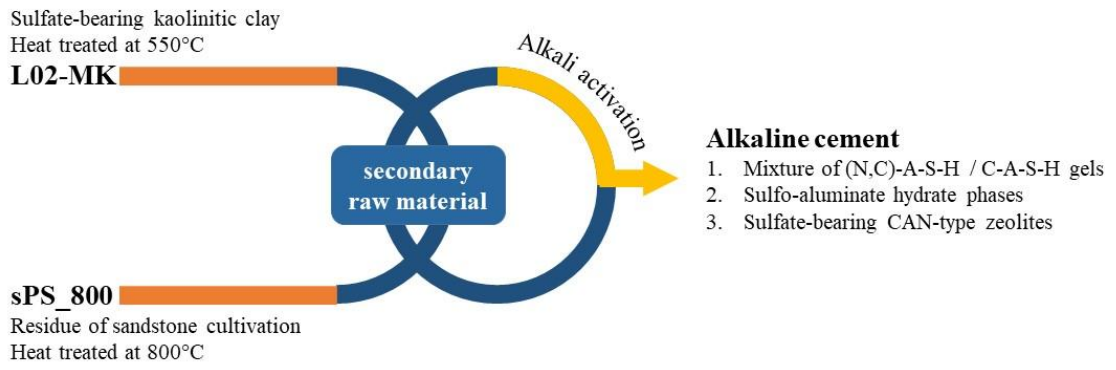 Sulfate-bearing kaolinitic clay
Heat treated at 550°C
L02-MK
Alkali activation
secondary
raw material
Alkaline cement
1. Mixture of (N,C)-A-S-H / C-A-S-H gels
2. Sulfo-aluminate hydrate phases
3. Sulfate-bearing CAN-type zeolites
sPS_800
Residue of sandstone cultivation
Heat treated at 800°C